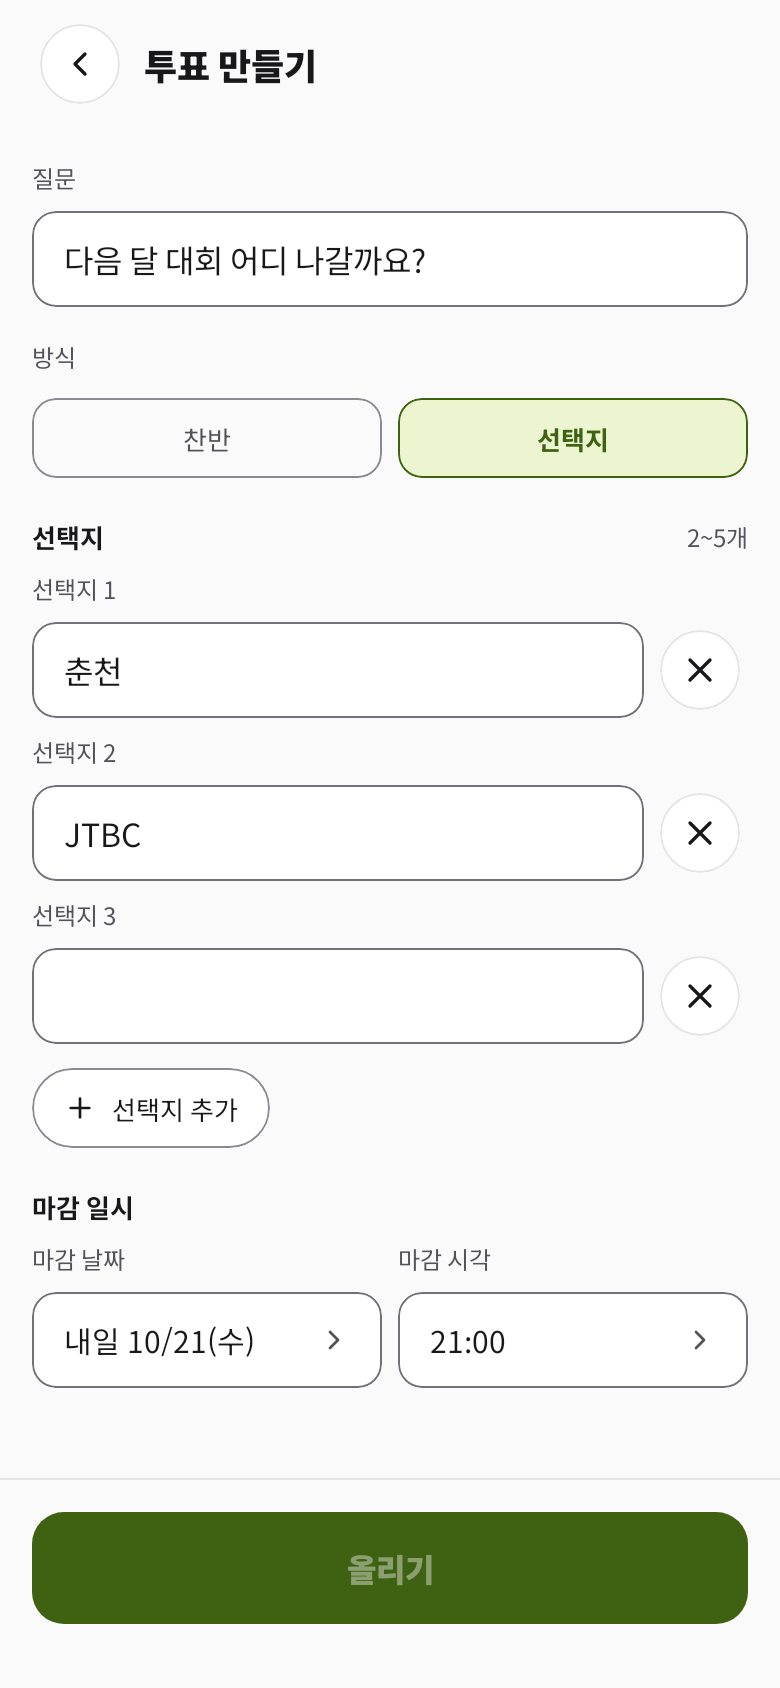 투표 만들기
질문
다음 달 대회 어디 나갈까요?
방식
찬반
선택지
선택지
2~5개
선택지 1
춘천
선택지 2
JTBC
선택지 3
선택지 추가
마감 일시
마감 날짜
마감 시각
내일 10/21(수)
21:00
올리기